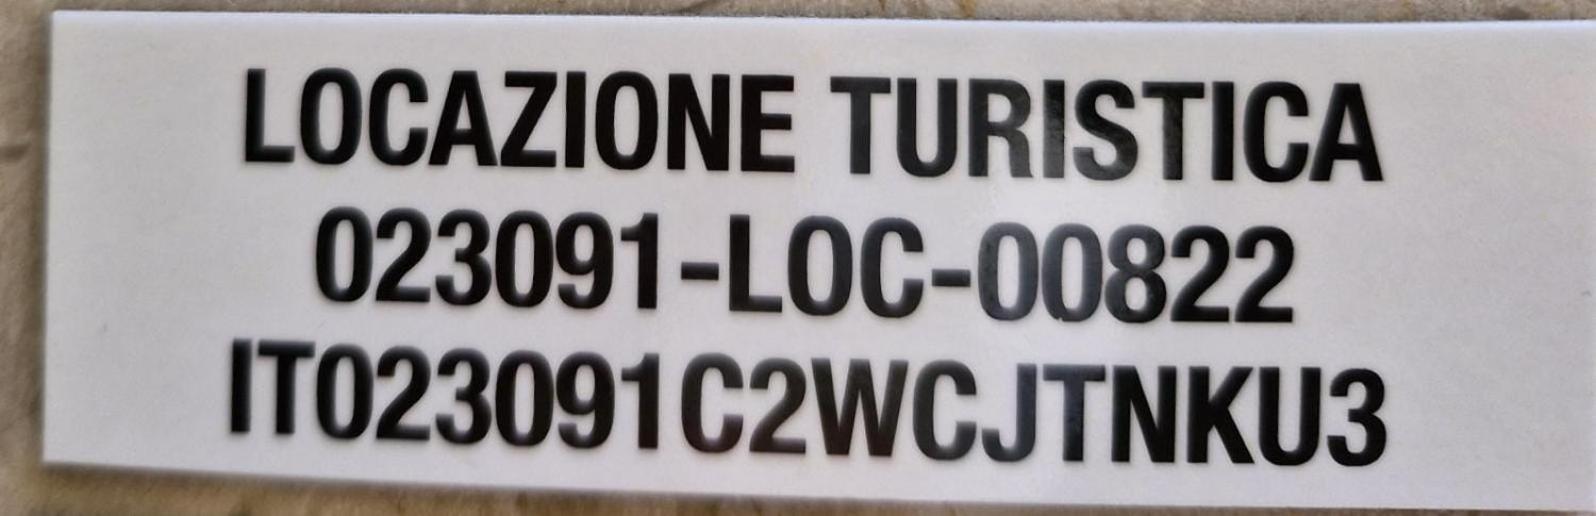 LOCAZIONE TURISTICA
023091-LOC-00822
IT023091C2WCJTNKU3